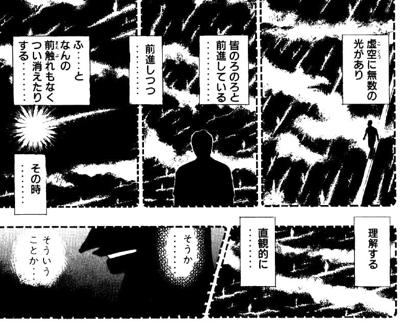 虚空に無数の
光があり
皆のろのろと
前進している
‥‥‥‥
前進しつつ
‥‥‥‥
ふ‥‥と
なんの
前触れもなく
つい消えたり
する‥‥‥‥
その時
‥‥‥‥
理解する
直観的に
‥‥‥‥
そうか
‥‥‥‥
そういう
ことか‥‥